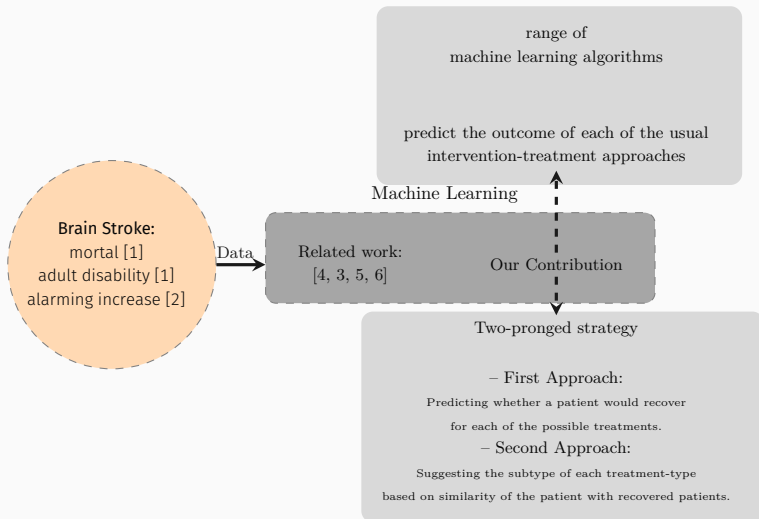 range of
machine learning algorithms
predict the outcome of each of the usual
intervention-treatment approaches
Machine Learning
Brain Stroke:
mortal [1]
adult disability [1]
alarming increase [2]
Data
Related work:
[4, 3, 5, 6]
Our Contribution
Two-pronged strategy
– First Approach:
Predicting whether a patient would recover
for each of the possible treatments.
– Second Approach:
Suggesting the subtype of each treatment-type
based on similarity of the patient with recovered patients.